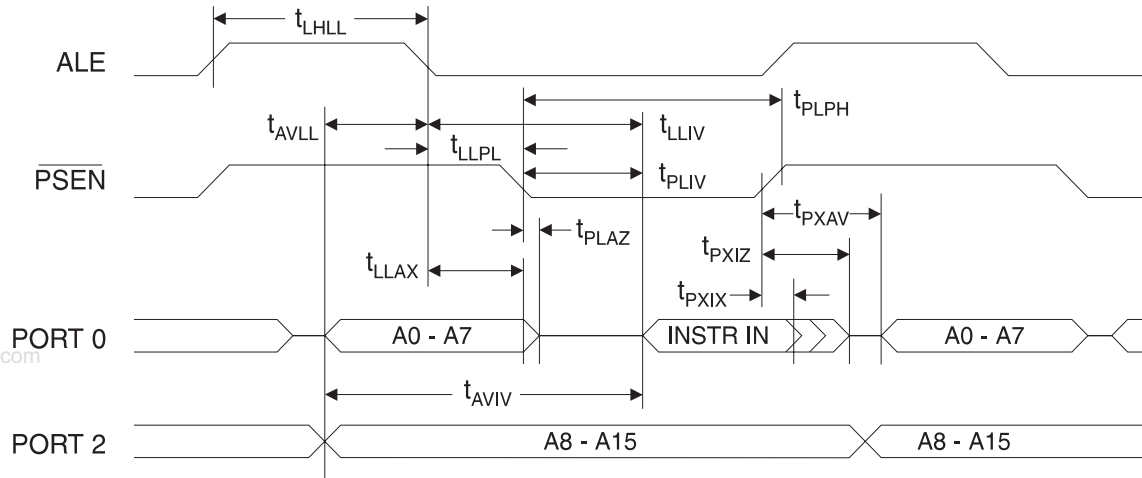 tLHLL
ALE
tPLPH
tAVLL
tLLIV
tLLPL
PSEN
tPLIV
tPXAV
tPLAZ
tPXIZ
tLLAX
tPXIX
PORT 0
A0 - A7
INSTR IN
A0 - A7
com
tAVIV
PORT 2
A8 - A15
A8 - A15